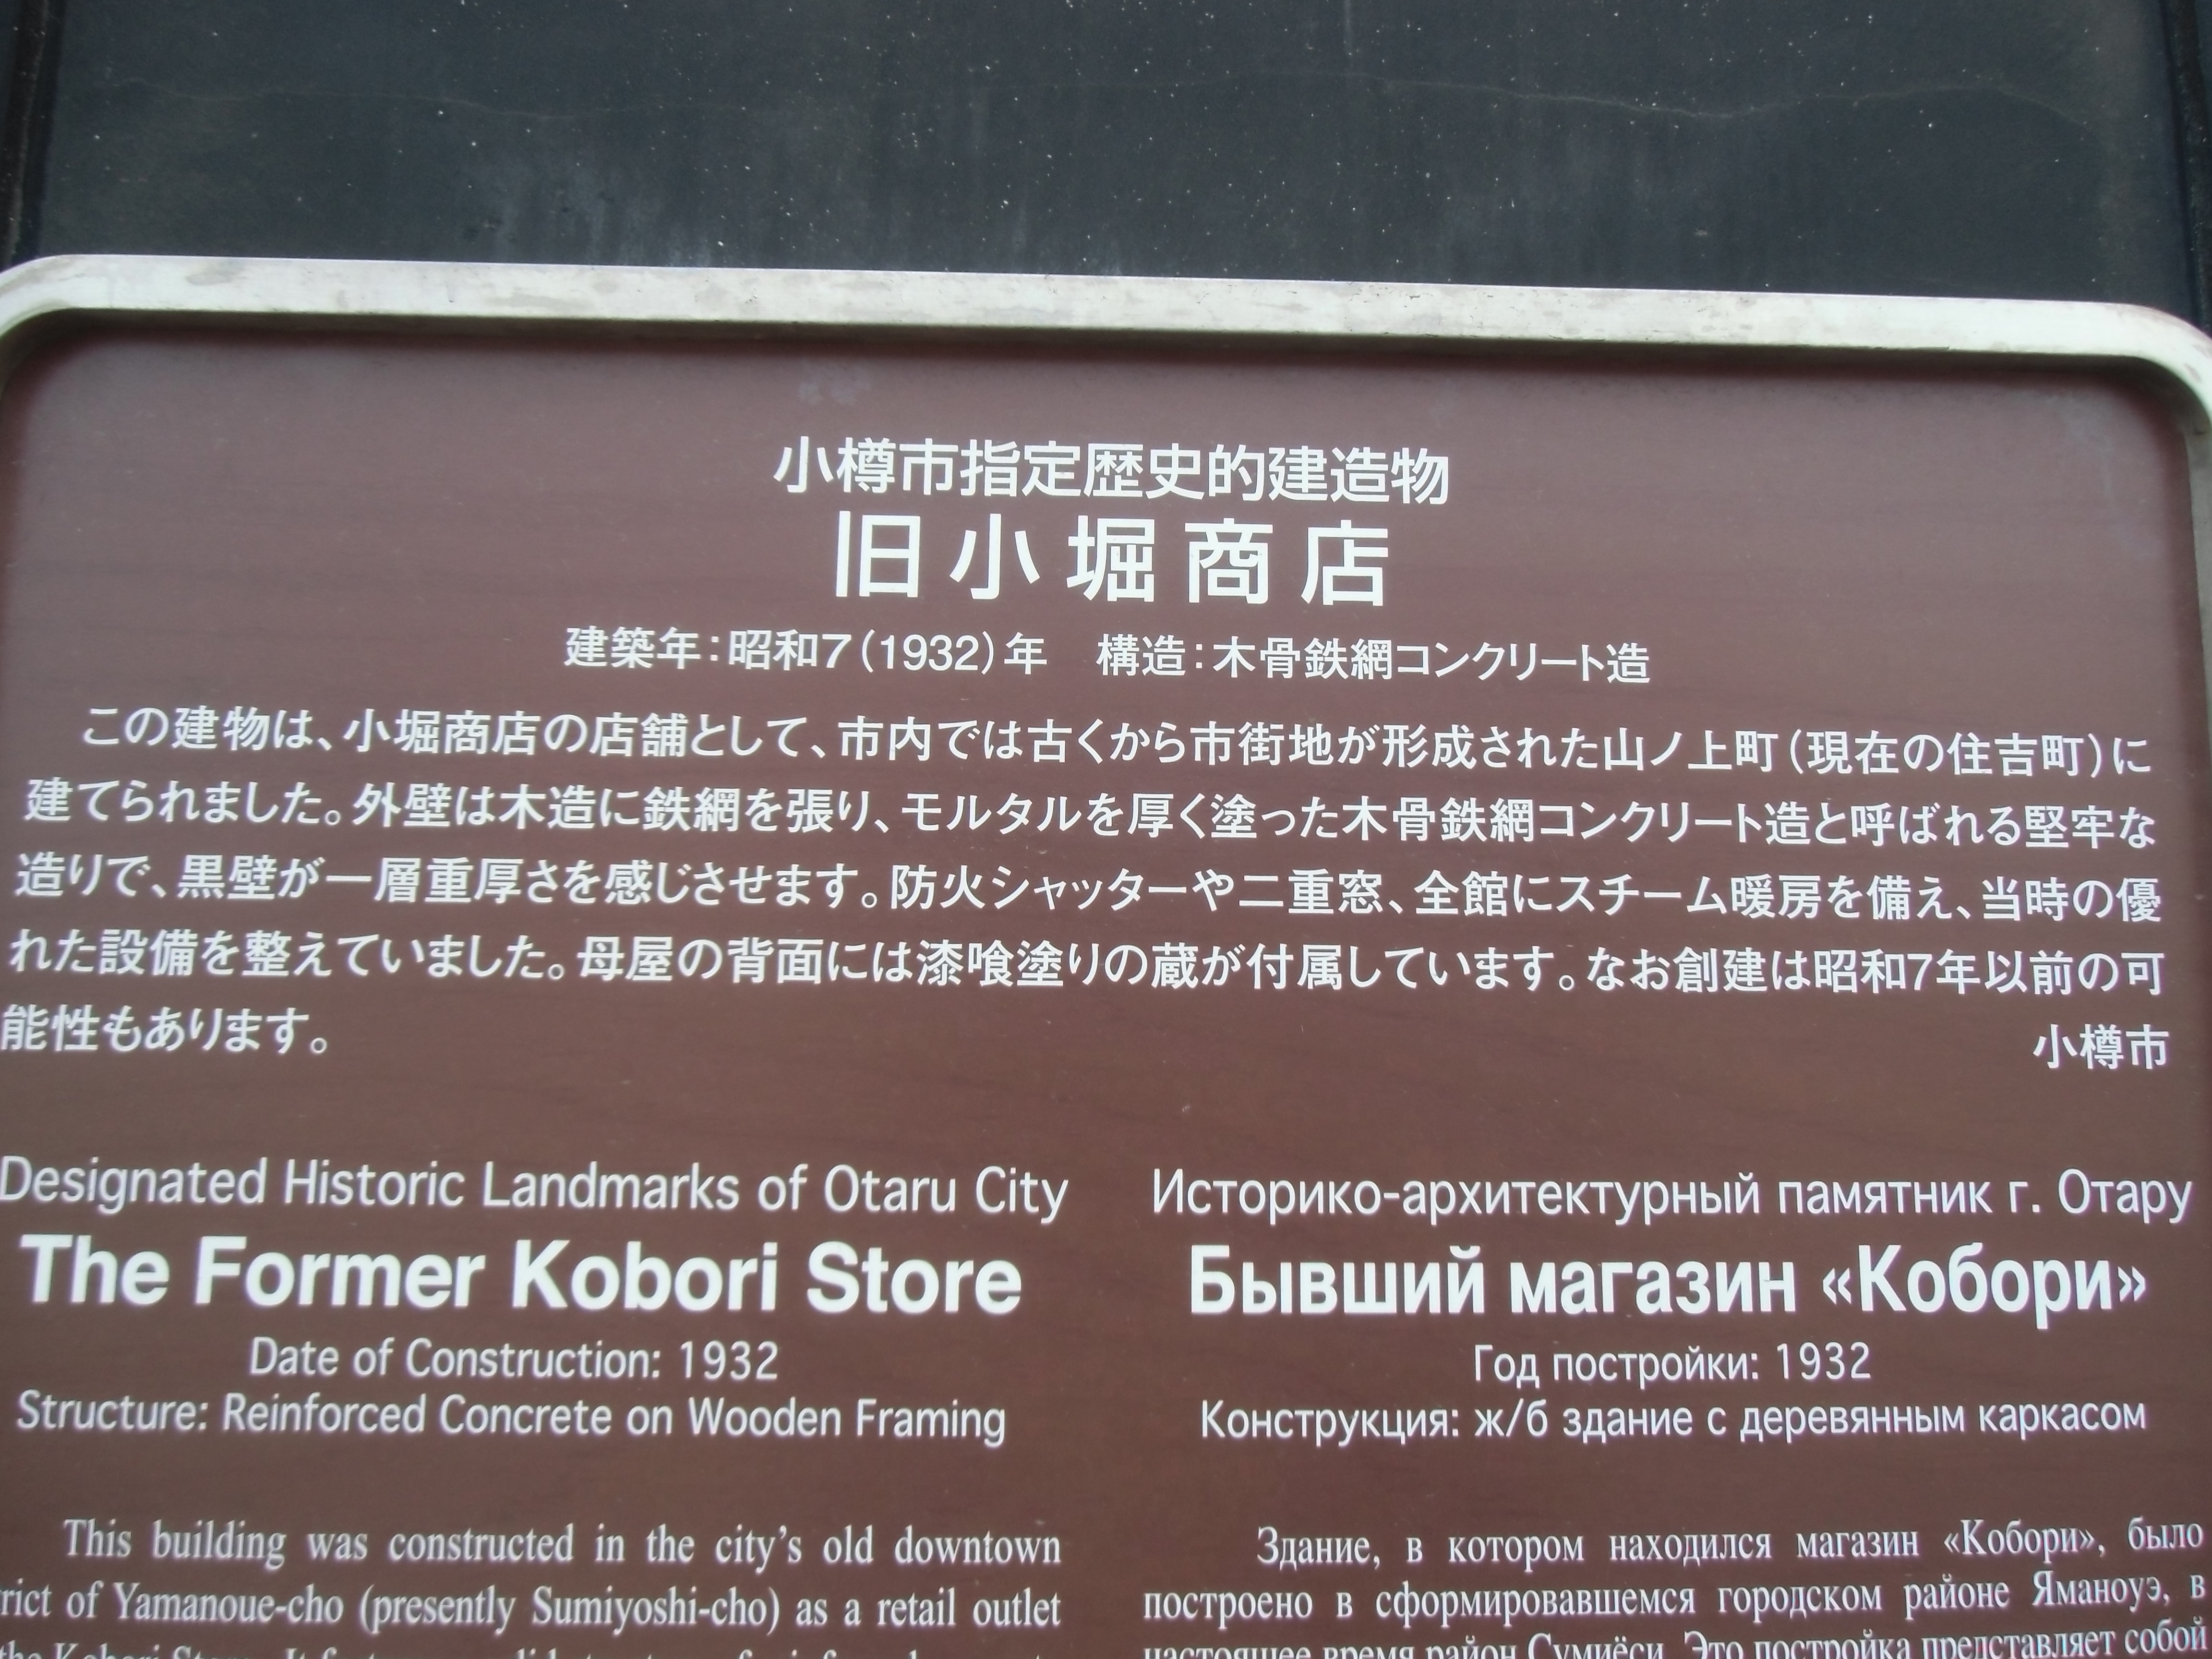 小樽市指定歴史的建造物
旧小堀商店
建築年：昭和7（1932）年　構造：木骨鉄網コンクリート造
この建物は、小堀商店の店舗として、市内では古くから市街地が形成された山ノ上町（現在の住吉町）に
建てられました。外壁は木造に鉄網を張り、モルタルを厚く塗った木骨鉄網コンクリート造と呼ばれる堅牢な
造りで、黒壁が一層重厚さを感じさせます。防火シャッターや二重窓、全館にスチーム暖房を備え、当時の優
れた設備を整えていました。母屋の背面には漆喰塗りの蔵が付属しています。なお創建は昭和7年以前の可
能性もあります。
小樽市
Designated Historic Landmarks of Otaru City
The Former Kobori Store
Date of Construction: 1932
Structure: Reinforced Concrete on Wooden Framing
This building was constructed in the city's old downtown
rict of Yamanoue-cho (presently Sumiyoshi-cho) as a retail outlet
the Kobori Store. It
Историко-архитектурный памятник г. Отару
Бывший магазин «Кобори»
Год постройки: 1932
Конструкция: ж/б здание с деревянным каркасом
Здание, в котором находился магазин «Кобори», было
построено в сформировавшемся городском районе Яманоуэ, в
настоящее время район Сумиёси. Это постройка представляет собой